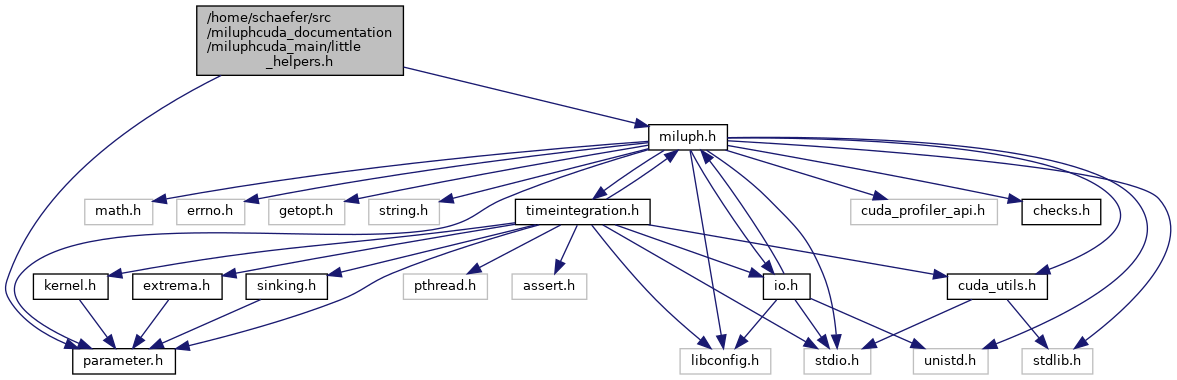 /home/schaefer/src
/miluphcuda_documentation
/miluphcuda_main/little
_helpers.h
miluph.h
math.h
errno.h
getopt.h
string.h
timeintegration.h
cuda_profiler_api.h
checks.h
kernel.h
extrema.h
sinking.h
pthread.h
assert.h
io.h
cuda_utils.h
parameter.h
libconfig.h
stdio.h
unistd.h
stdlib.h